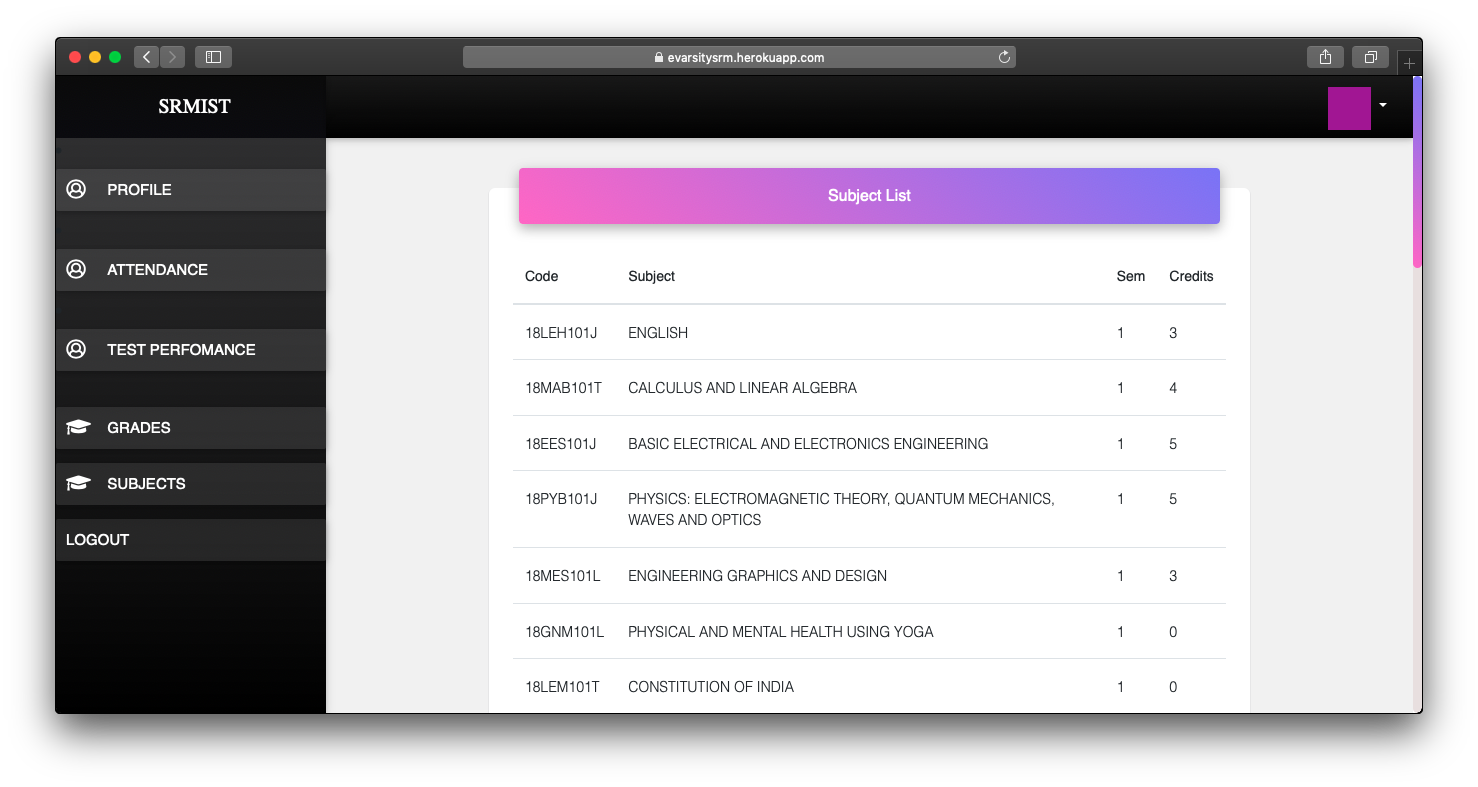 evarsitysrm.herokuapp.com
SRMIST
PROFILE
ATTENDANCE
TEST PERFOMANCE
GRADES
SUBJECTS
LOGOUT
Subject List
Code Subject Sem Credits
18LEH101J ENGLISH 1 3
18MAB101T CALCULUS AND LINEAR ALGEBRA 1 4
18EES101J BASIC ELECTRICAL AND ELECTRONICS ENGINEERING 1 5
18PYB101J PHYSICS: ELECTROMAGNETIC THEORY, QUANTUM MECHANICS, 1 5
WAVES AND OPTICS
18MES101L ENGINEERING GRAPHICS AND DESIGN 1 3
18GNM101L PHYSICAL AND MENTAL HEALTH USING YOGA 1 0
18LEM101T CONSTITUTION OF INDIA 1 0